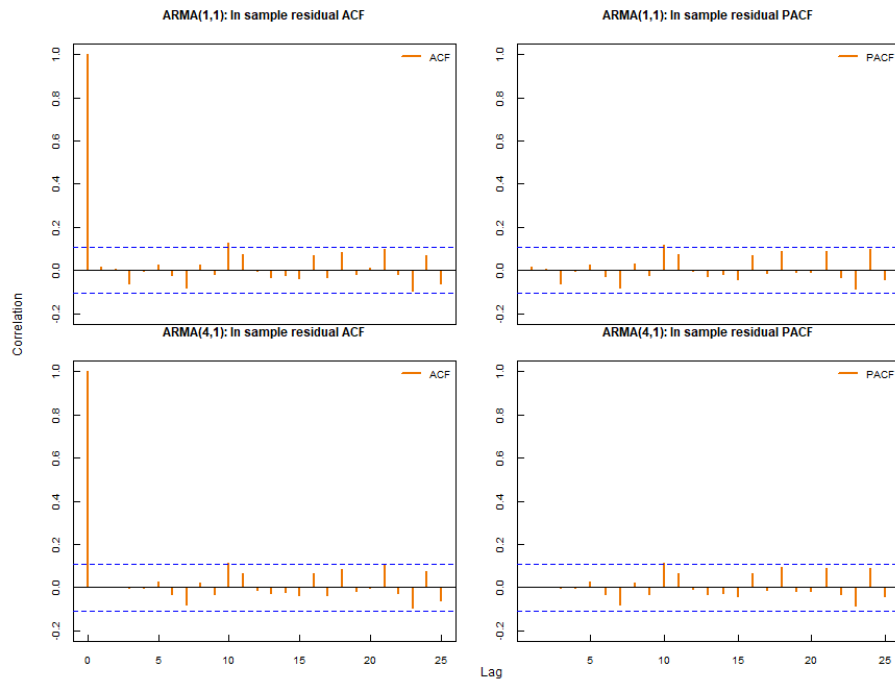 ARMA(1,1): In sample residual ACF
ARMA(1,1): In sample residual PACF
1.0
0.8
0.6
0.4
0.2
0.0
-0.2
ACF
1.0
0.8
0.6
0.4
0.2
0.0
-0.2
PACF
Correlation
ARMA(4,1): In sample residual ACF
ARMA(4,1): In sample residual PACF
1.0
0.8
0.6
0.4
0.2
0.0
-0.2
ACF
1.0
0.8
0.6
0.4
0.2
0.0
-0.2
PACF
0 5 10 15 20 25
5 10 15 20 25
Lag